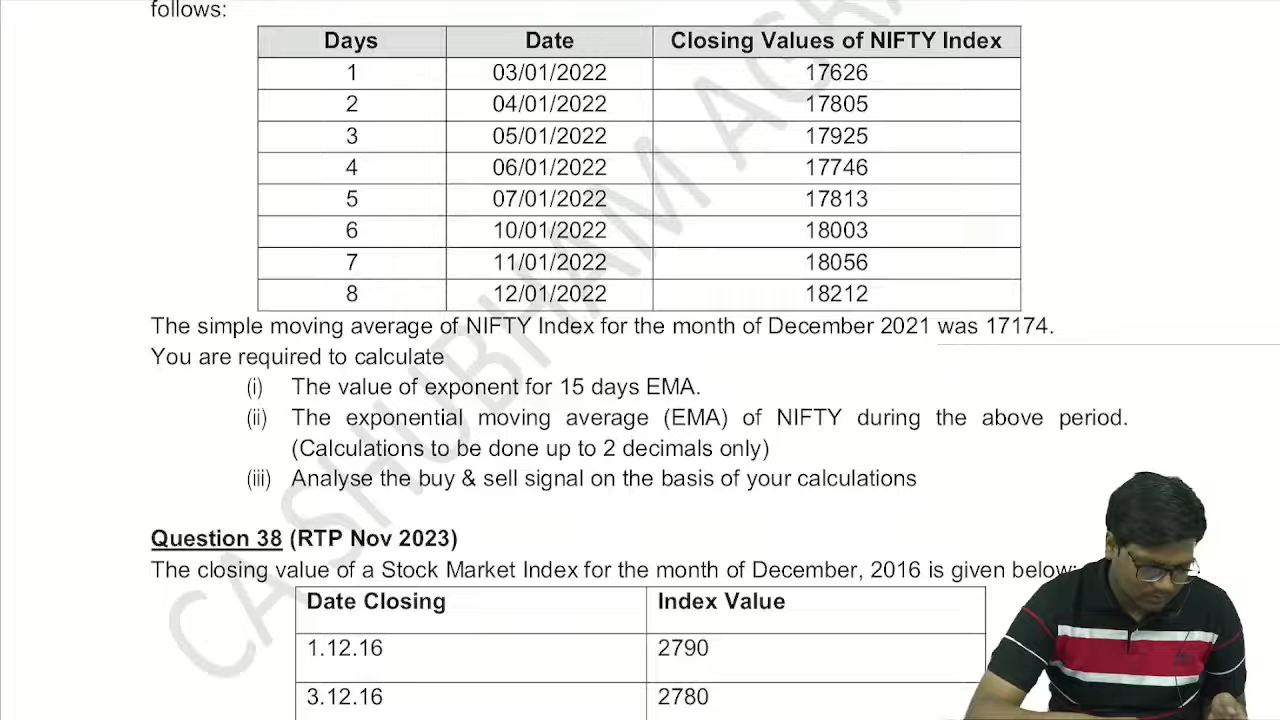 follows:
Days Date Closing Values of NIFTY Index
1 03/01/2022 17626
2 04/01/2022 17805
3 05/01/2022 17925
4 06/01/2022 17746
5 07/01/2022 17813
6 10/01/2022 18003
7 11/01/2022 18056
8 12/01/2022 18212
The simple moving average of NIFTY Index for the month of December 2021 was 17174.
You are required to calculate
(i) The value of exponent for 15 days EMA.
(ii) The exponential moving average (EMA) of NIFTY during the above period.
(Calculations to be done up to 2 decimals only)
(iii) Analyse the buy & sell signal on the basis of your calculations
Question 38 (RTP Nov 2023)
The closing value of a Stock Market Index for the month of December, 2016 is given below:
Date Closing Index Value
1.12.16 2790
3.12.16 2780
CA SHUBHAM AGRA